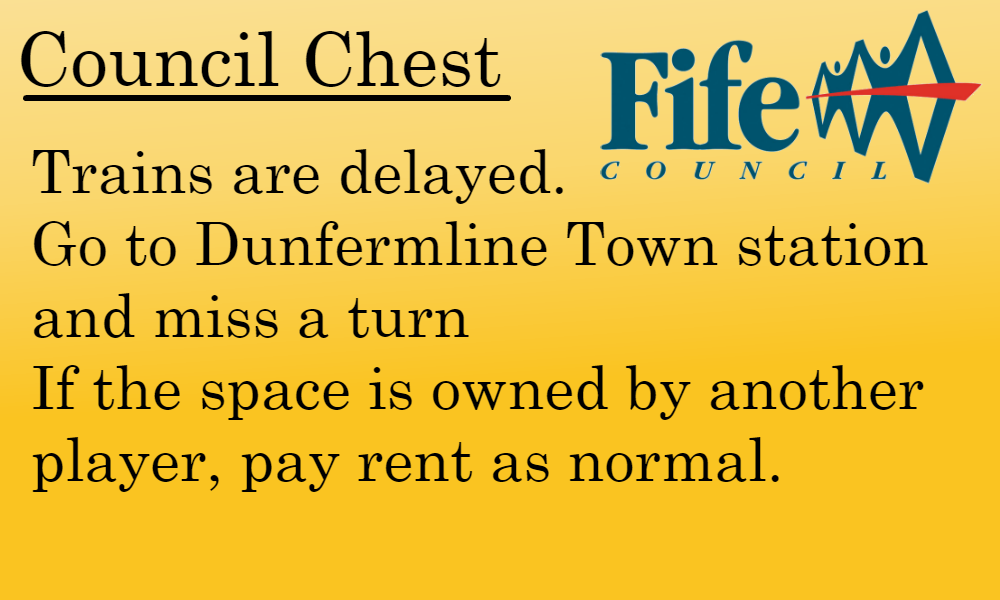 Council Chest
Fife
COUNCIL
Trains are delayed.
Go to Dunfermline Town station
and miss a turn
If the space is owned by another
player, pay rent as normal.